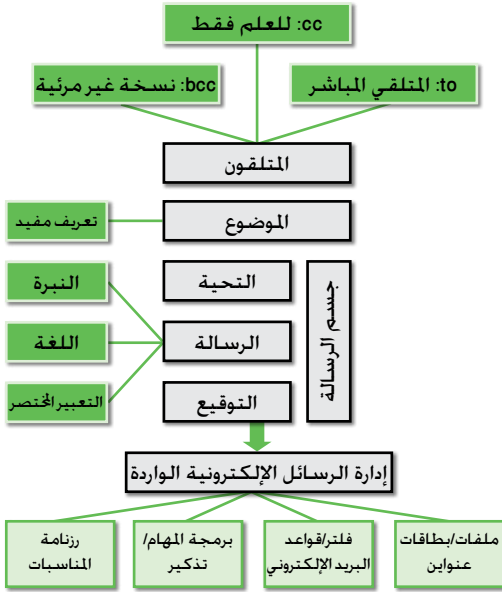 cc: للعلم فقط
to: المتلقي المباشر
bcc: نسخة غير مرئية
المتلقون
الموضوع
تعريف مفيد
جسم الرسالة
التحية
النبرة
الرسالة
اللغة
التوقيع
التعبير المختصر
إدارة الرسائل الإلكترونية الواردة
ملفات/بطاقات
عنواين
فلتر/قواعد
البريد الإلكتروني
برمجة المهام/
تذكير
رزنامة
المناسبات